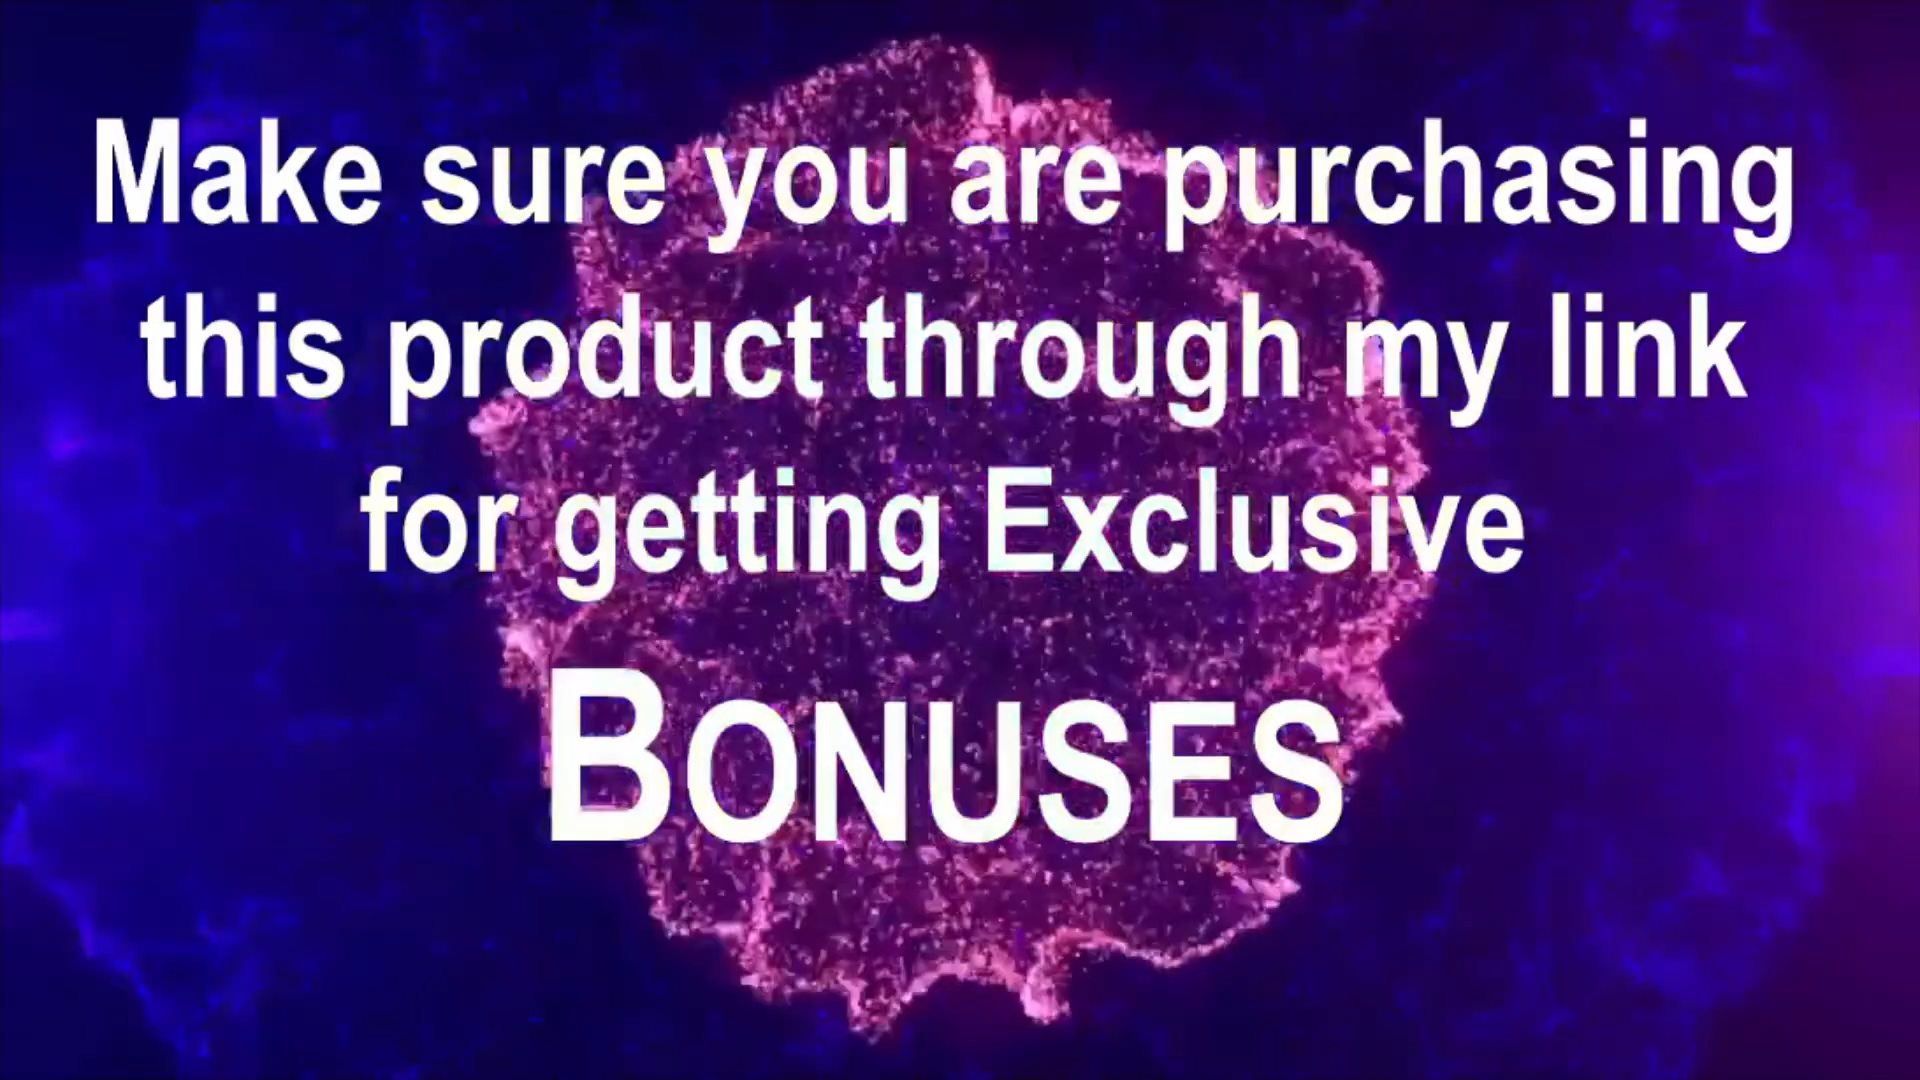 Make sure you are purchasing
this product through my link
for getting Exclusive
BONUSES